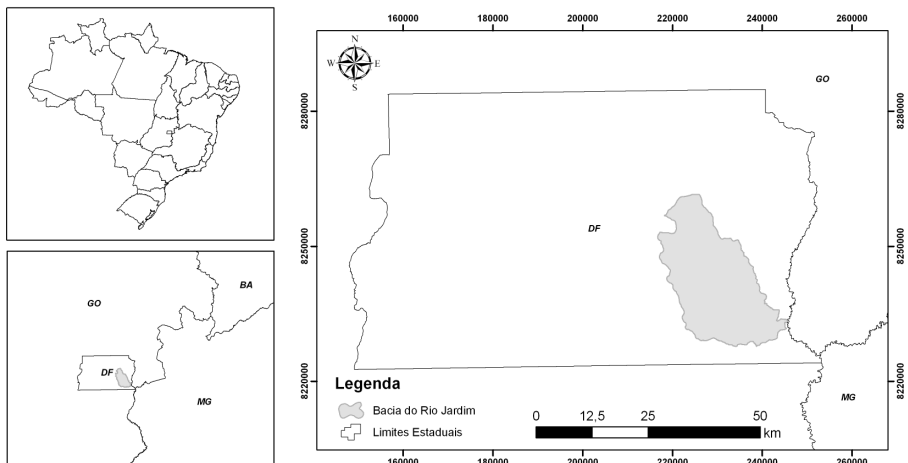 160000 180000 200000 220000 240000 260000
N
W E
S
GO
8280000 8280000
DF
8250000 8250000
BA
GO
DF
MG
8220000 8220000
Legenda
Bacia do Rio Jardim
Limites Estaduais
0 12,5 25 50
km
MG
160000 180000 200000 220000 240000 260000